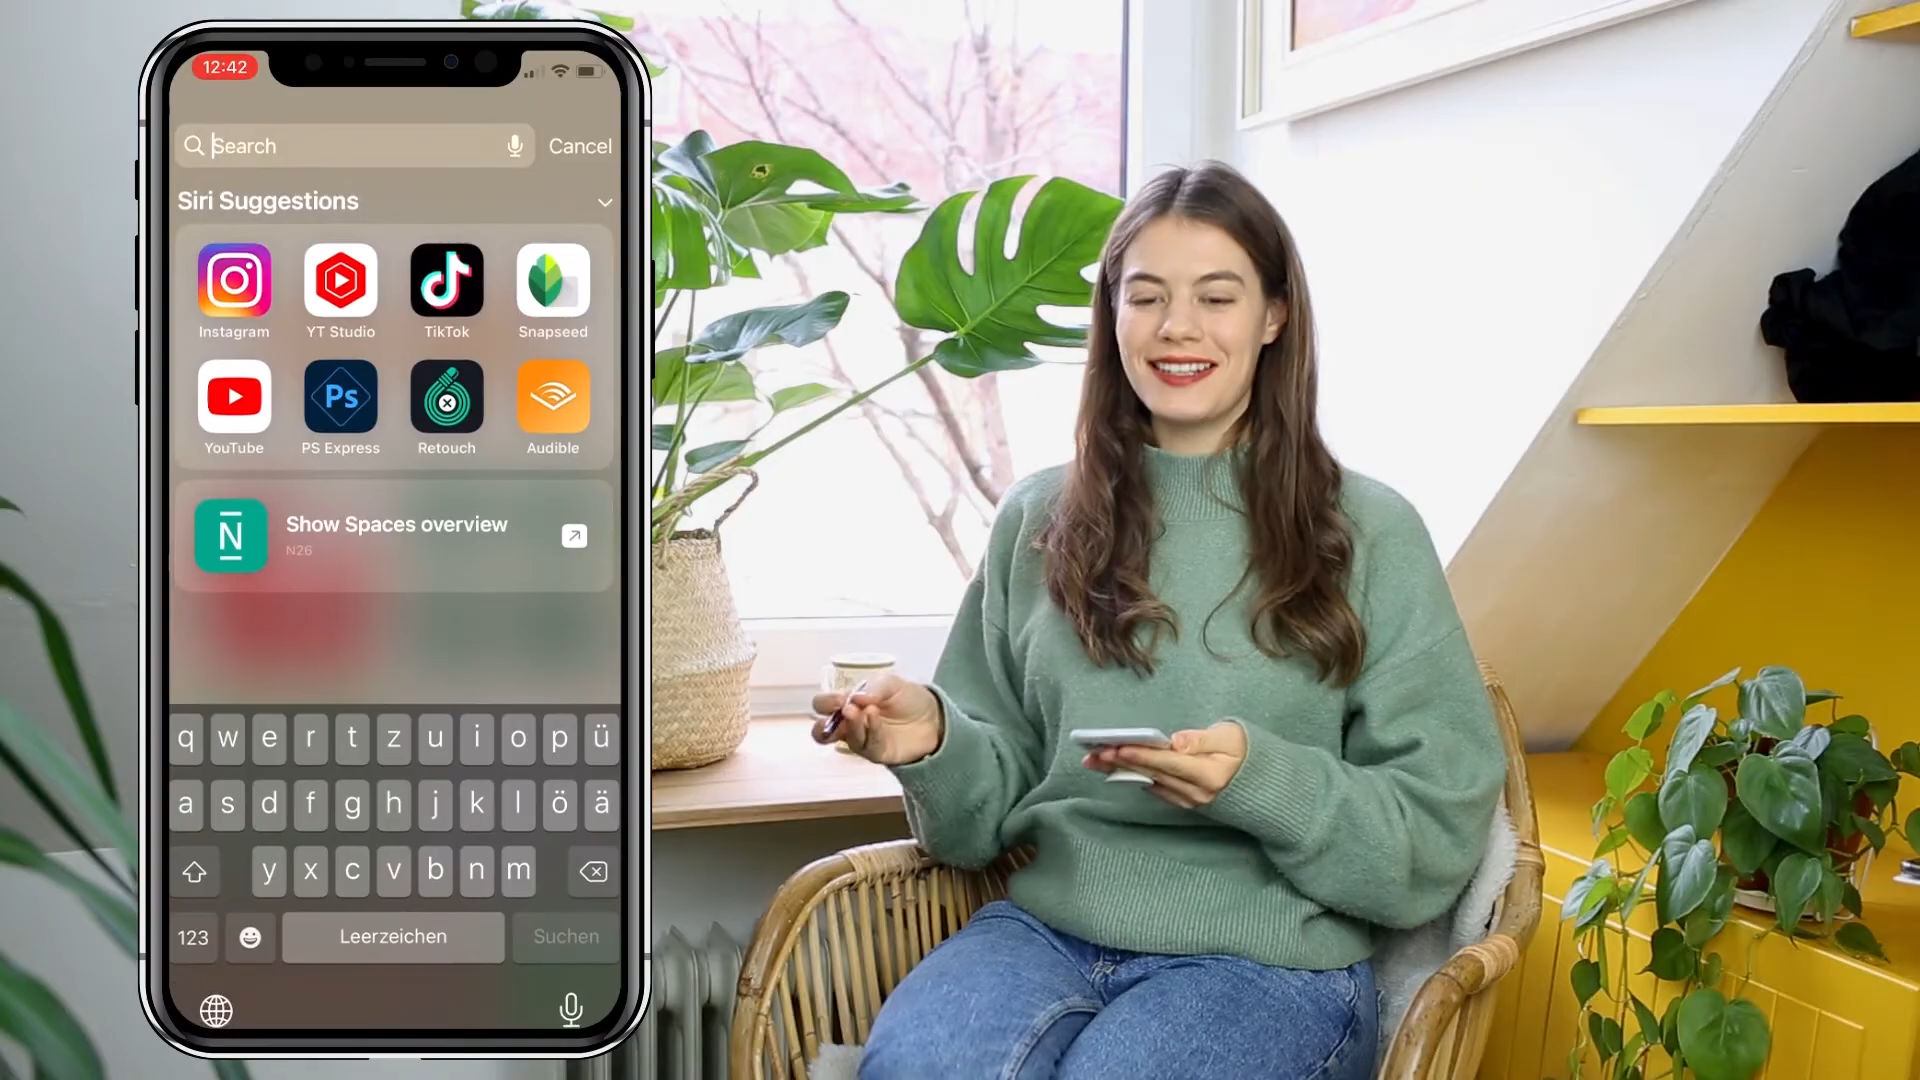 12:42
Search
Cancel
Siri Suggestions
Instagram
YT Studio
TikTok
Snapseed
Ps
YouTube
PS Express
Retouch
Audible
N
Show Spaces overview
N26
q w e r t z u i o p ü
a s d f g h j k l ö ä
y x c v b n m
123
Leerzeichen
Suchen